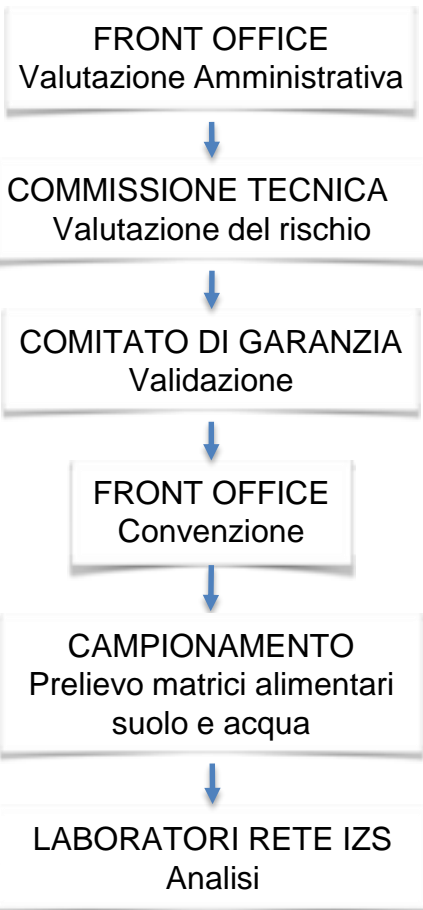 FRONT OFFICE
Valutazione Amministrativa
COMMISSIONE TECNICA
Valutazione del rischio
COMITATO DI GARANZIA
Validazione
FRONT OFFICE
Convenzione
CAMPIONAMENTO
Prelievo matrici alimentari
suolo e acqua
LABORATORI RETE IZS
Analisi